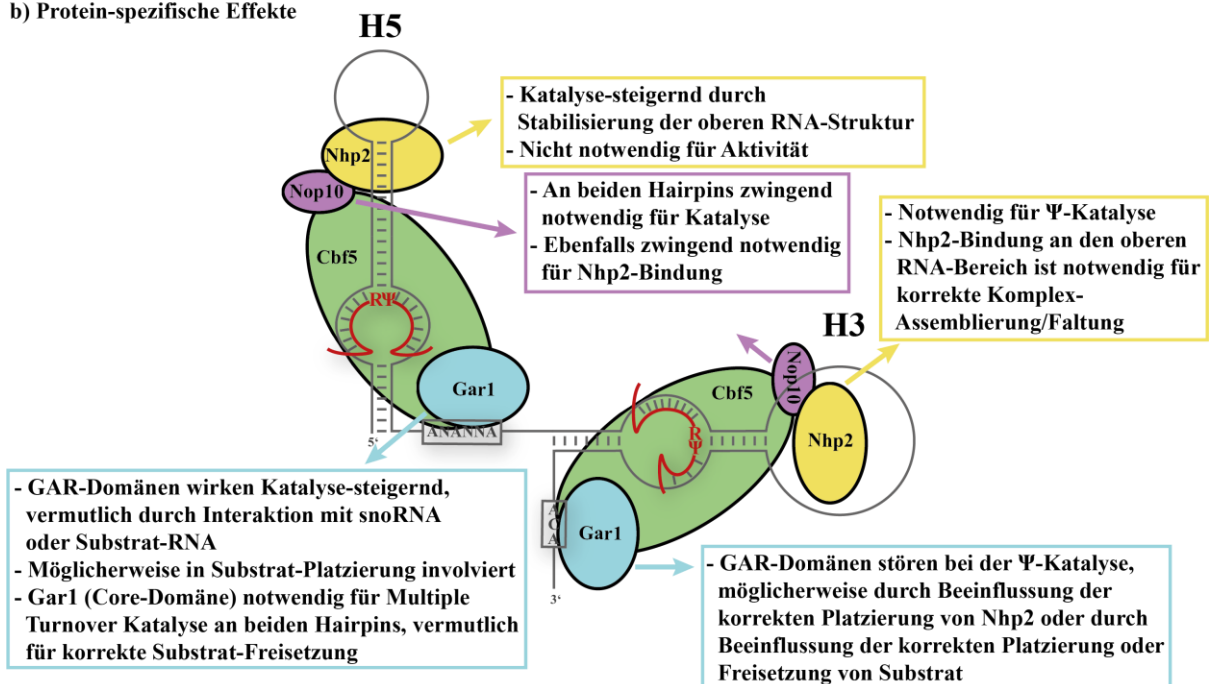 b) Protein-spezifische Effekte
H5
- Katalyse-steigernd durch
Stabilisierung der oberen RNA-Struktur
- Nicht notwendig für Aktivität
Nhp2
Nop10
- An beiden Hairpins zwingend
notwendig für Katalyse
- Ebenfalls zwingend notwendig
für Nhp2-Bindung
- Notwendig für Ψ-Katalyse
- Nhp2-Bindung an den oberen
RNA-Bereich ist notwendig für
korrekte Komplex-
Assemblierung/Faltung
Cbf5
RΨ
H3
Gar1
ANANNA
5‘
Cbf5
Nop10
R
Ψ
Nhp2
A
C
A
Gar1
3‘
- GAR-Domänen wirken Katalyse-steigernd,
vermutlich durch Interaktion mit snoRNA
oder Substrat-RNA
- Möglicherweise in Substrat-Platzierung involviert
- Gar1 (Core-Domäne) notwendig für Multiple
Turnover Katalyse an beiden Hairpins, vermutlich
für korrekte Substrat-Freisetzung
- GAR-Domänen stören bei der Ψ-Katalyse,
möglicherweise durch Beeinflussung der
korrekten Platzierung von Nhp2 oder durch
Beeinflussung der korrekten Platzierung oder
Freisetzung von Substrat